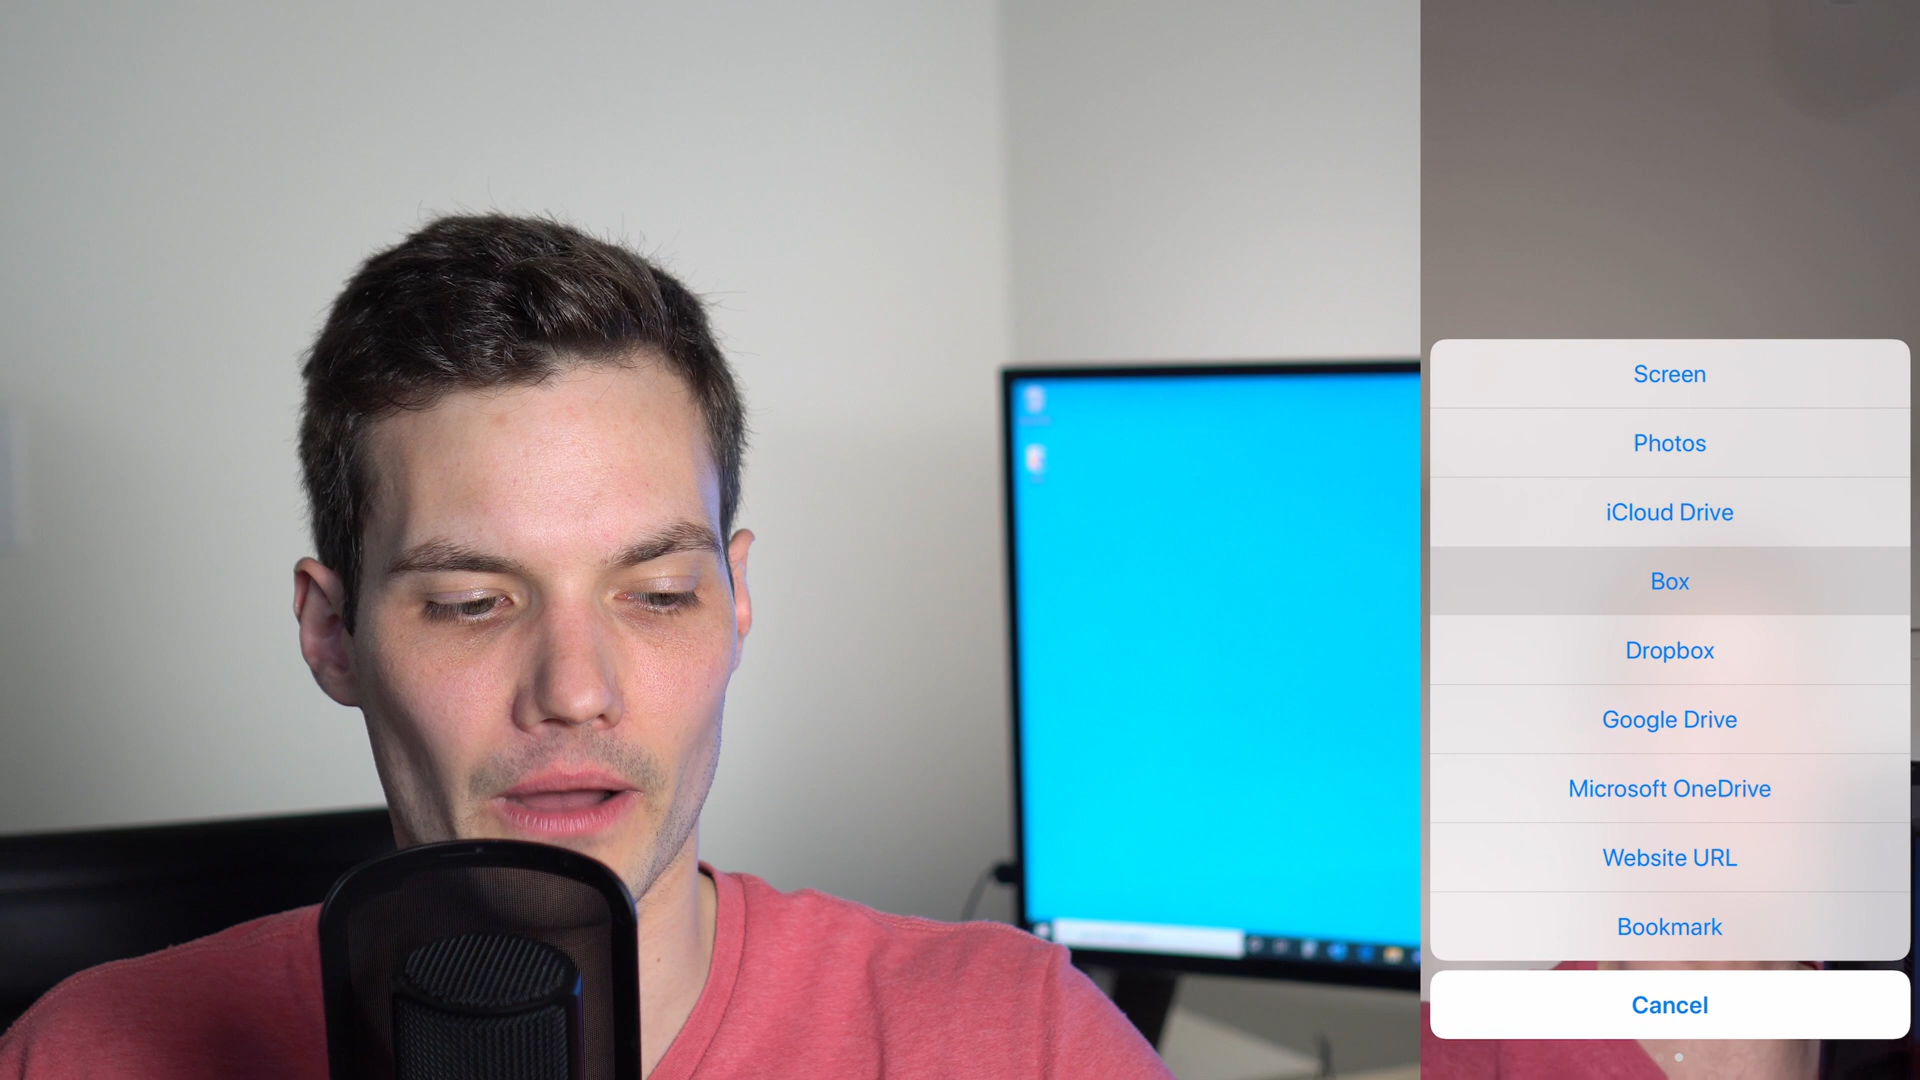 Screen
Photos
iCloud Drive
Box
Dropbox
Google Drive
Microsoft OneDrive
Website URL
Bookmark
Cancel